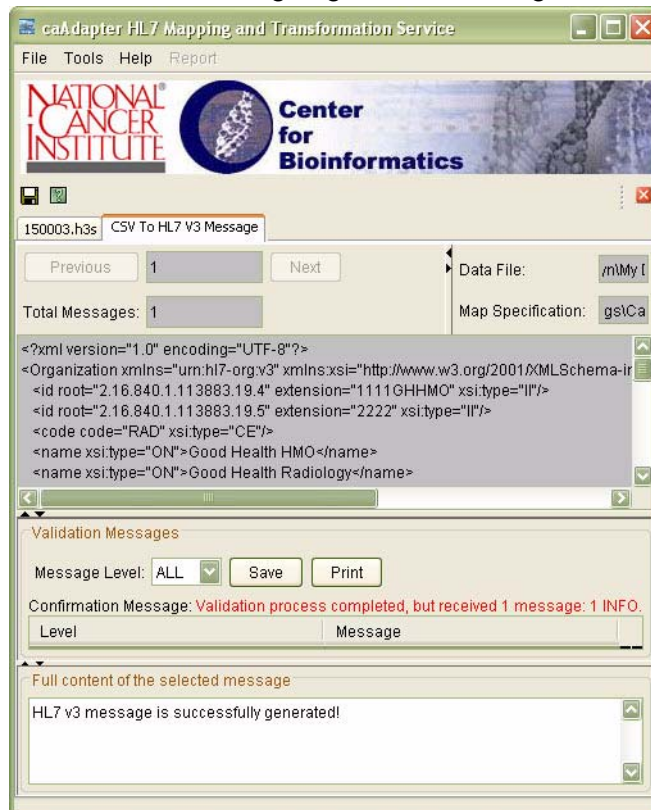 caAdapter HL7 Mapping and Transformation Service
File Tools Help Report
NATIONAL
CANCER
INSTITUTE
Center
for
Bioinformatics
150003.h3s CSV To HL7 V3 Message
Previous 1 Next
Data File: /n\My
Total Messages: 1
Map Specification: gs\Ca
<?xml version="1.0" encoding="UTF-8"?>
<Organization xmlns="urn:hl7-org:v3" xmlns:xsi="http://www.w3.org/2001/XMLSchema-ir
<id root="2.16.840.1.113883.19.4" extension="1111GHHMO" xsi:type="II"/>
<id root="2.16.840.1.113883.19.5" extension="2222" xsi:type="II"/>
<code code="RAD" xsi:type="CE"/>
<name xsi:type="ON">Good Health HMO</name>
<name xsi:type="ON">Good Health Radiology</name>
Validation Messages
Message Level: ALL Save Print
Confirmation Message: Validation process completed, but received 1 message: 1 INFO.
Level Message
Full content of the selected message
HL7 v3 message is successfully generated!